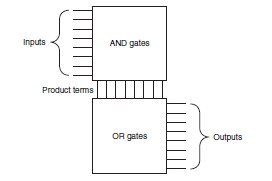 Inputs
AND gates
Product terms
OR gates
Outputs